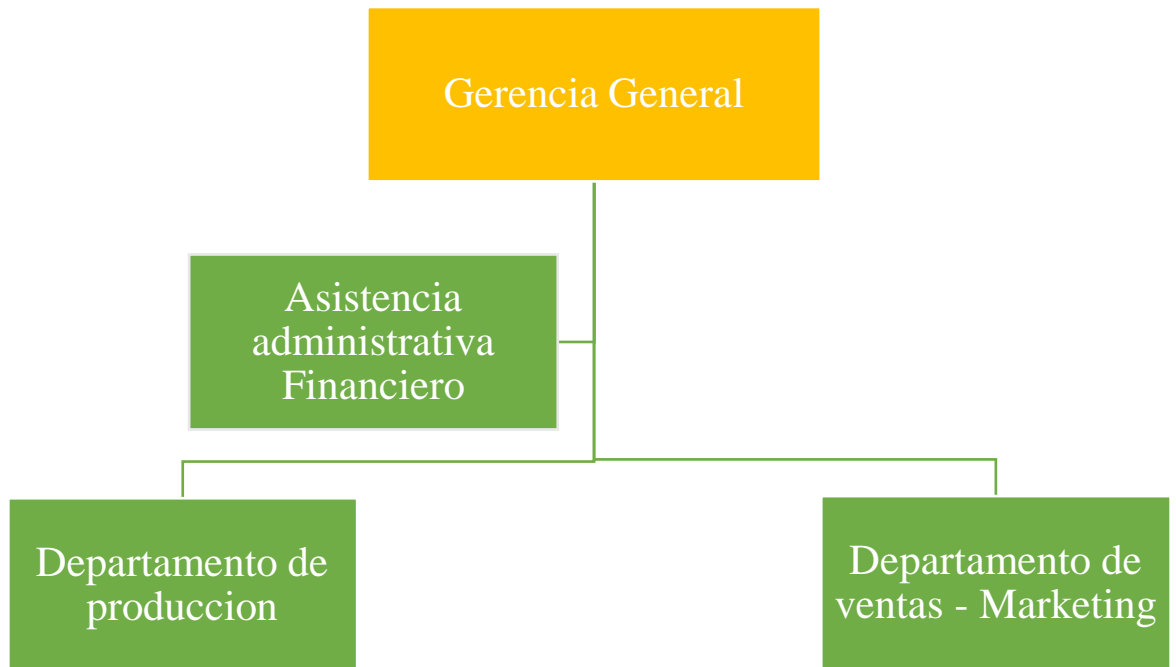 Gerencia General
Asistencia
administrativa
Financiero
Departamento de
produccion
Departamento de
ventas - Marketing